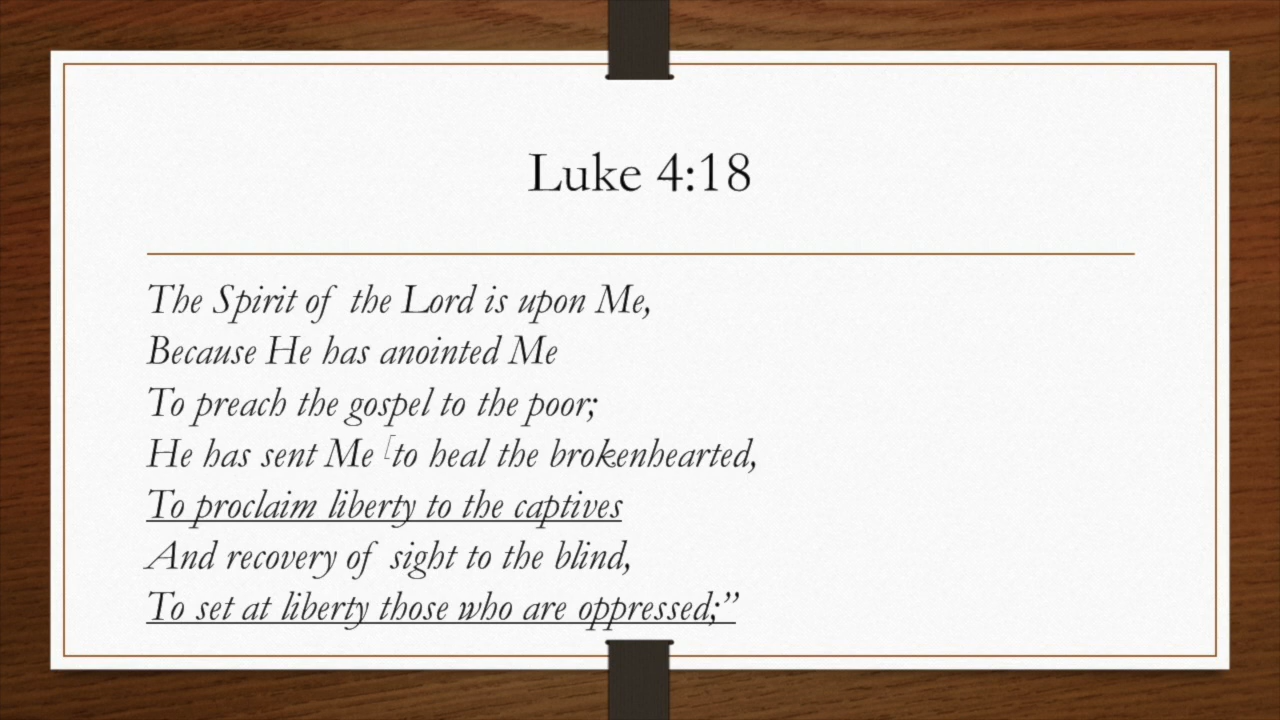 Luke 4:18
The Spirit of the Lord is upon Me,
Because He has anointed Me
To preach the gospel to the poor;
He has sent Me [to heal the brokenhearted,
To proclaim liberty to the captives
And recovery of sight to the blind,
To set at liberty those who are oppressed;”